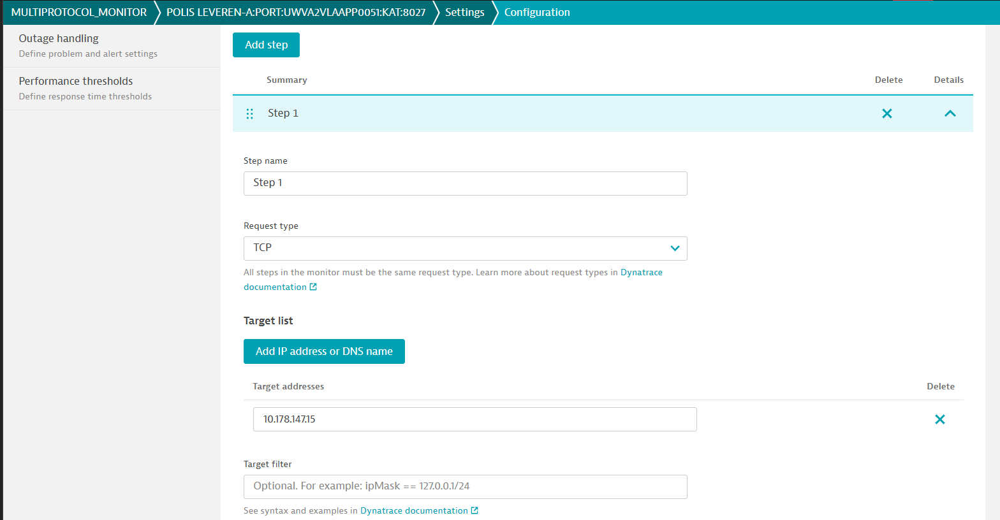 MULTIPROTOCOL_MONITOR POLIS LEVEREN-A:PORT:UWVA2VLAAPP0051:KAT:8027 Settings Configuration
Outage handling
Define problem and alert settings
Performance thresholds
Define response time thresholds
Add step
Summary Delete Details
Step 1
Step name
Step 1
Request type
TCP
All steps in the monitor must be the same request type. Learn more about request types in Dynatrace
documentation
Target list
Add IP address or DNS name
Target addresses Delete
10.178.147.15
Target filter
Optional. For example: ipMask == 127.0.0.1/24
See syntax and examples in Dynatrace documentation